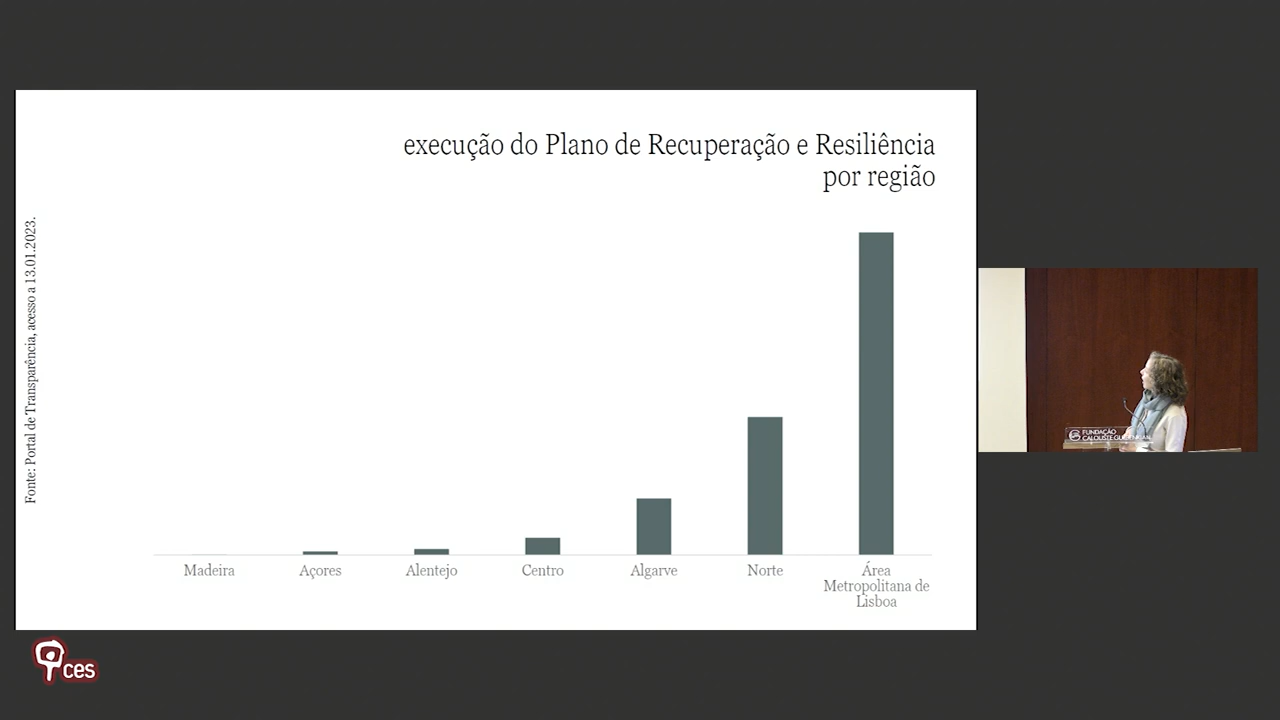 execução do Plano de Recuperação e Resiliência
por região
Fonte: Portal de Transparência, acesso a 13.01.2023.
Madeira
Açores
Alentejo
Centro
Algarve
Norte
Área
Metropolitana de
Lisboa
FUNDAÇÃO
CALOUSTE GULBENKIAN
ces